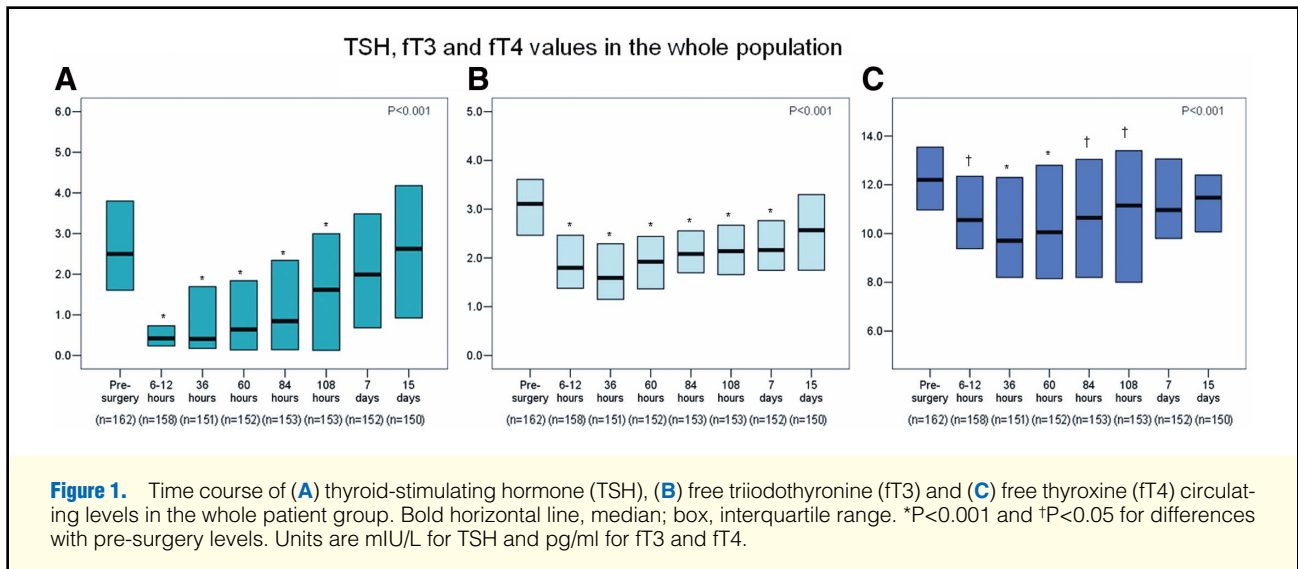 TSH, fT3 and fT4 values in the whole population
A
P<0.001
6.0
5.0
4.0
3.0
2.0
1.0
0.0
* * * * *
Pre-surgery 6-12 hours 36 hours 60 hours 84 hours 108 hours 7 days 15 days
(n=162) (n=158) (n=151) (n=152) (n=153) (n=153) (n=152) (n=150)
B
P<0.001
5.0
4.0
3.0
2.0
1.0
0.0
* * * * * *
Pre-surgery 6-12 hours 36 hours 60 hours 84 hours 108 hours 7 days 15 days
(n=162) (n=158) (n=151) (n=152) (n=153) (n=153) (n=152) (n=150)
C
P<0.001
14.0
12.0
10.0
8.0
6.0
† * * † †
Pre-surgery 6-12 hours 36 hours 60 hours 84 hours 108 hours 7 days 15 days
(n=162) (n=158) (n=151) (n=152) (n=153) (n=153) (n=152) (n=150)
Figure 1. Time course of (A) thyroid-stimulating hormone (TSH), (B) free triiodothyronine (fT3) and (C) free thyroxine (fT4) circulat-
ing levels in the whole patient group. Bold horizontal line, median; box, interquartile range. *P<0.001 and †P<0.05 for differences
with pre-surgery levels. Units are mIU/L for TSH and pg/ml for fT3 and fT4.